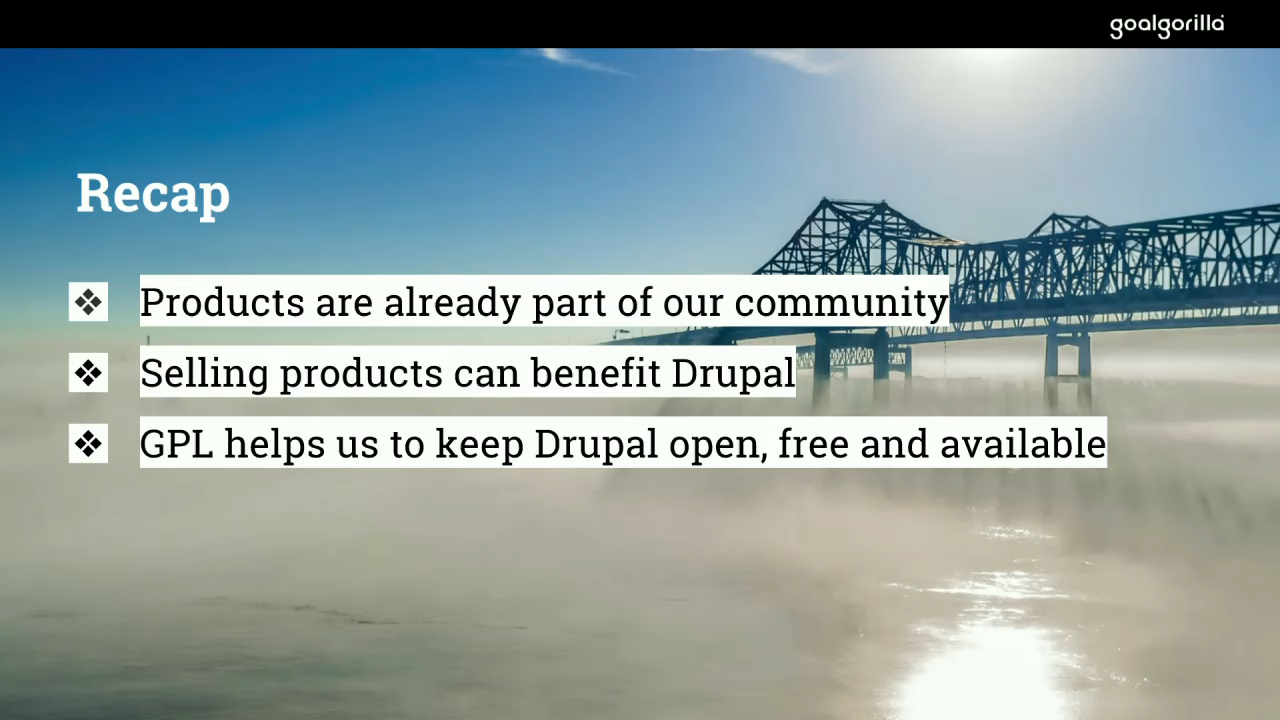 goalgorilla
Recap
❖ Products are already part of our community
❖ Selling products can benefit Drupal
❖ GPL helps us to keep Drupal open, free and available